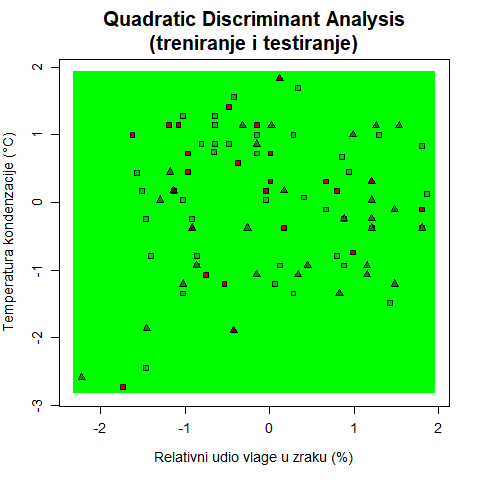 Quadratic Discriminant Analysis
(treniranje i testiranje)
Temperatura kondenzacije (°C)
2
1
0
-1
-2
-3
-2
-1
0
1
2
Relativni udio vlage u zraku (%)